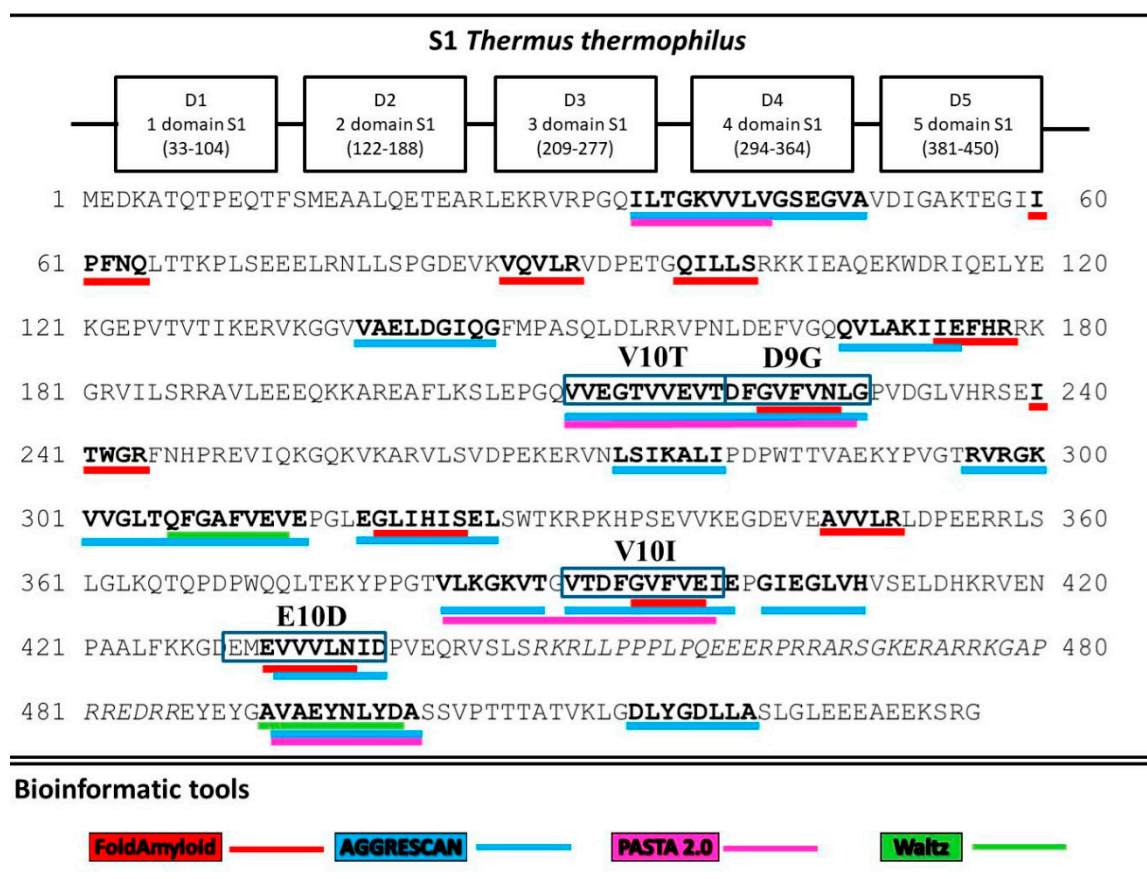 S1 Thermus thermophilus
D1
1 domain S1
(33-104)
D2
2 domain S1
(122-188)
D3
3 domain S1
(209-277)
D4
4 domain S1
(294-364)
D5
5 domain S1
(381-450)
1 MEDKATQTPEQTFSMEAALQETEARLEKRVRPGQILTGKVVLVGSEGVAVDIGAKTEGII 60
61 PFNQLTTKPLSEEELRNLLSPGDEVKVQVLRVDPETGQILLSRKKIEAQEKWDRIQELYE 120
121 KGEPVTVTIKERVKGGVVAELDGIQGFMPASQLDLRRVPNLDEFVGQQVLAKIIEFHRRK 180
V10T D9G
181 GRVILSRRAVLEEEQKKAREAFLKSLEPGQVVEGTVVEVTDFGVFVNLGPVDGLVHRSEI 240
241 TWGRFNHPREVIQKGQKVKARVLSVDPEKERVNLSIKALIPDPWTTVAEKYPVGTRVRGK 300
301 VVGLTQFGAFVEVEPGLEGLIHISELSWTKRPKHPSEVVKEGDEVEAVVLRLDPEERRLS 360
V10I
361 LGLKQTQPDPWQQLTEKYPPGTVLKGKVTGVTDFGVFVEIEPGIEGLVHVSELDHKRVEN 420
E10D
421 PAALFKKGDEMEVVVLNIDPVEQRVSLSRKRLLPPPLPQEEERPRRARSGKERARRKGAP 480
481 RREDRREYEYGAVAEYNLYDASSVPTTTATVKLGDLYGDLLASLGLEEEAEEKSRG
Bioinformatic tools
FoldAmyloid
AGGRESCAN
PASTA 2.0
Waltz